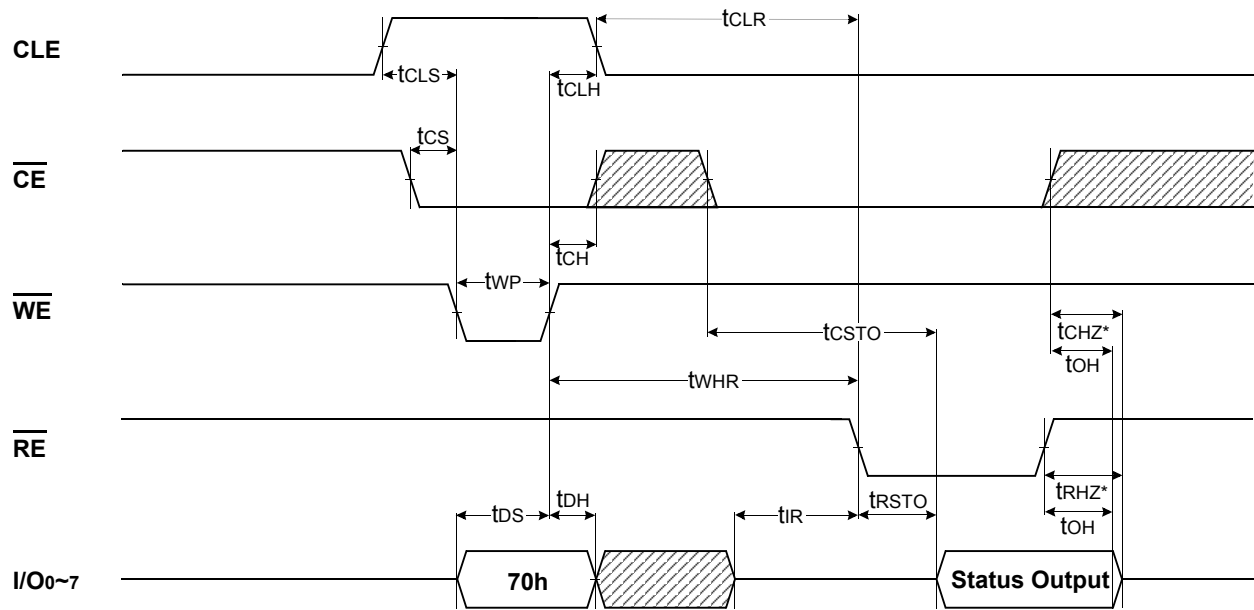 tCLR
CLE
tCLS
tCLH
tCS
CE
tCH
tWP
WE
tCSTO
tCHZ*
tOH
tWHR
RE
tRHZ*
tDH
tRSTO
tDS
tIR
tOH
I/O0~7
70h
Status Output